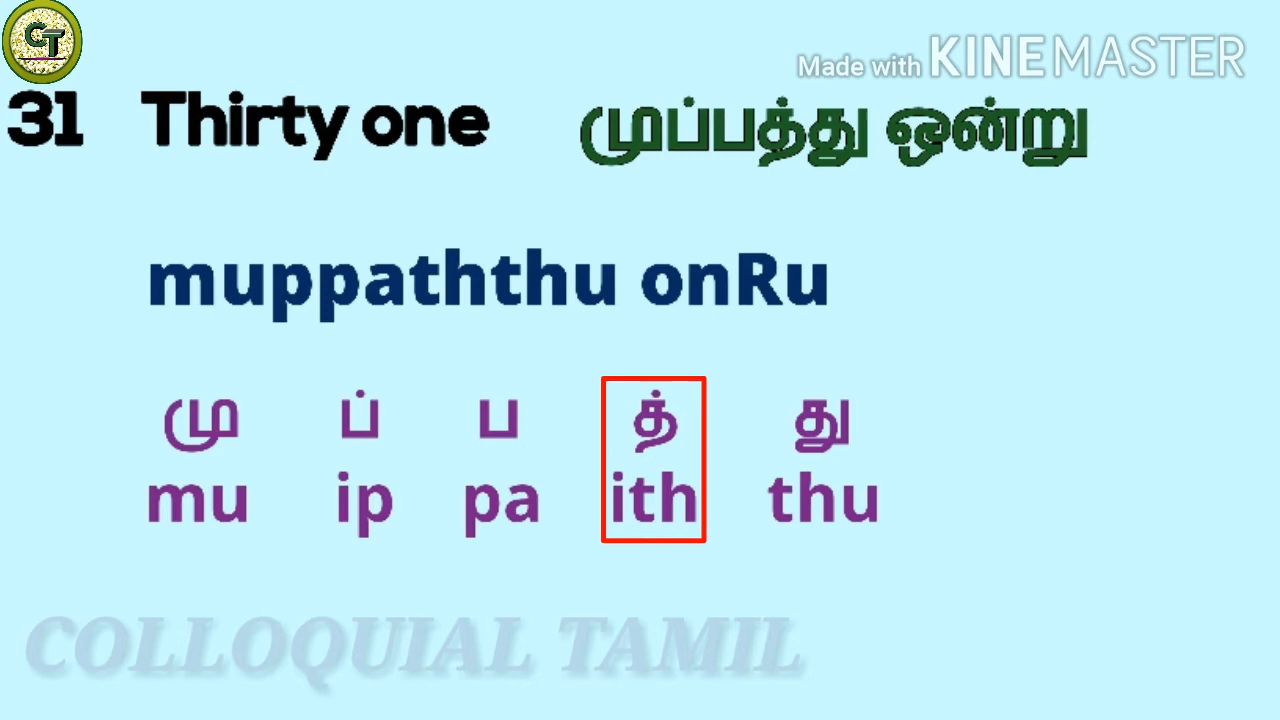 CT
Made with KINEMASTER
31 Thirty one முப்பத்து ஒன்று
muppaththu onRu
மு ப் ப த் து
mu ip pa ith thu
COLLOQUIAL TAMIL